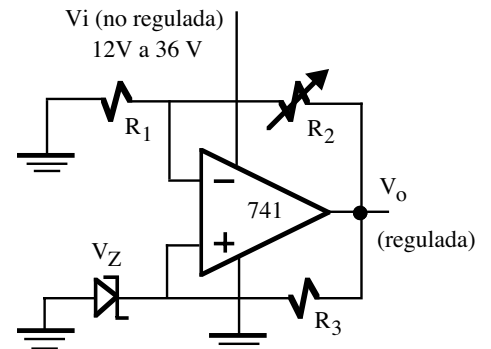 Vi (no regulada)
12V a 36 V
R1
R2
−
741
+
Vo
(regulada)
VZ
R3